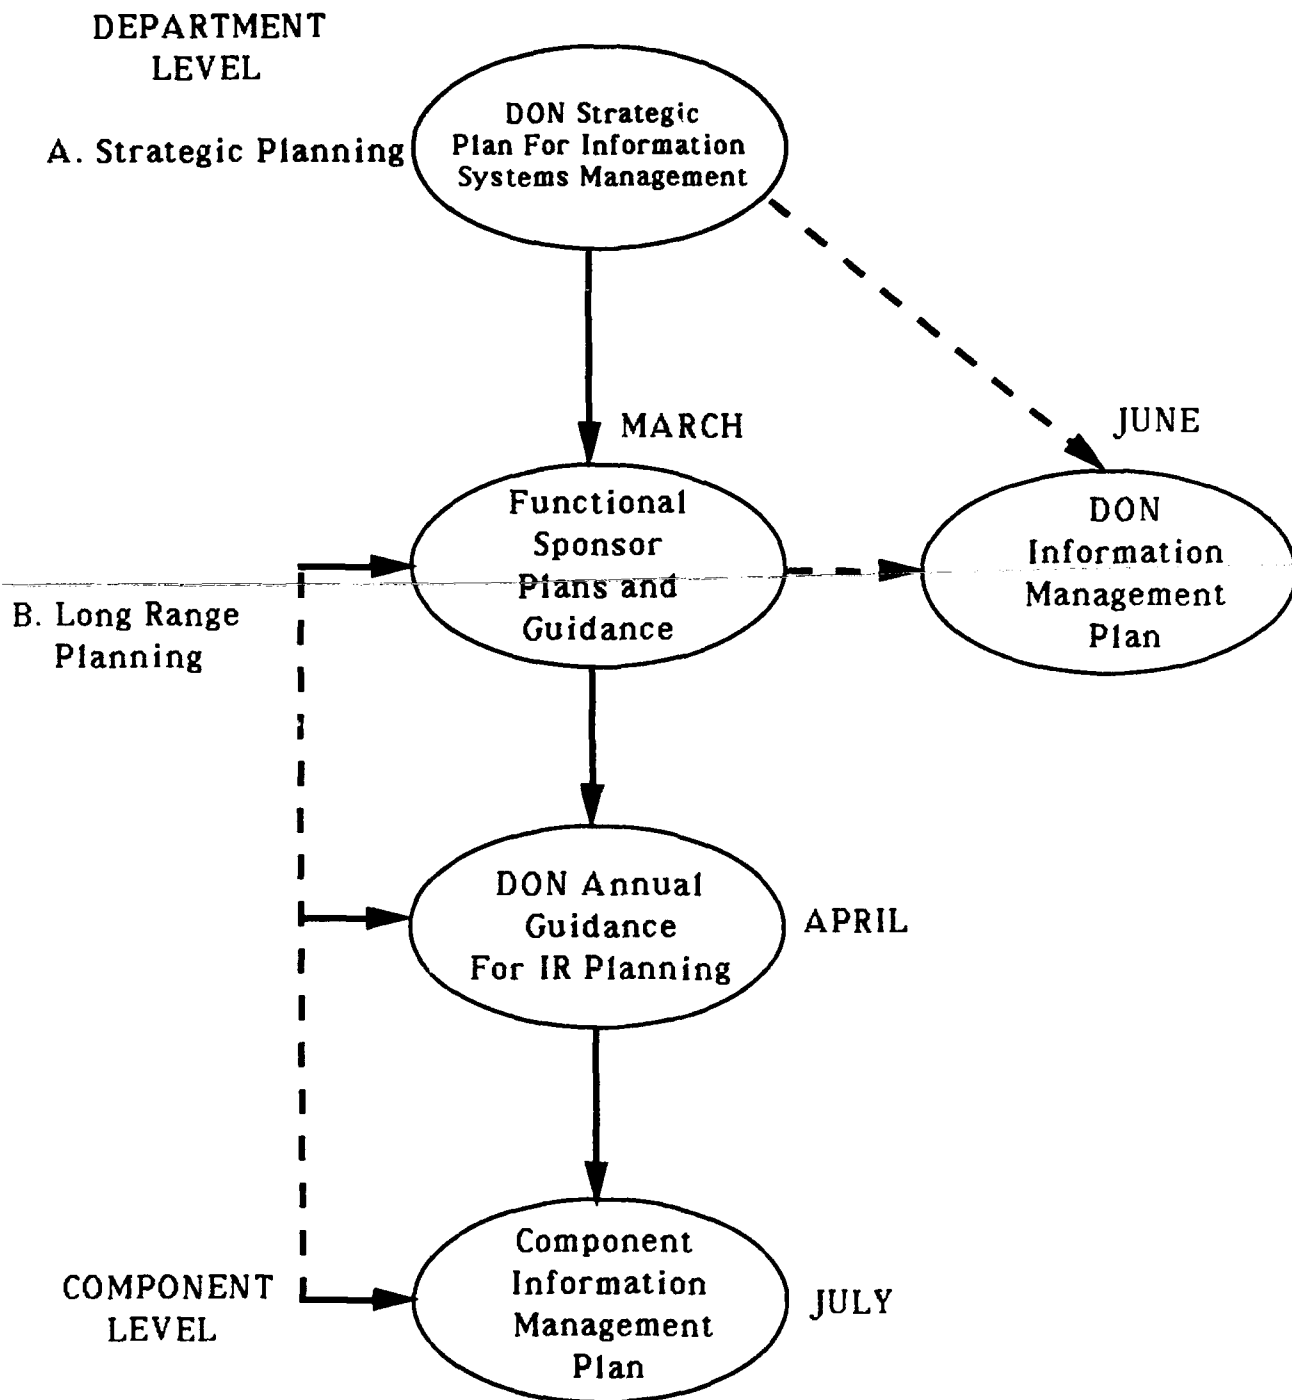 DEPARTMENT
LEVEL
A. Strategic Planning
DON Strategic
Plan For Information
Systems Management
MARCH
JUNE
Functional
Sponsor
Plans and
Guidance
DON
Information
Management
Plan
B. Long Range
Planning
DON Annual
Guidance
For IR Planning
APRIL
COMPONENT
LEVEL
Component
Information
Management
Plan
JULY